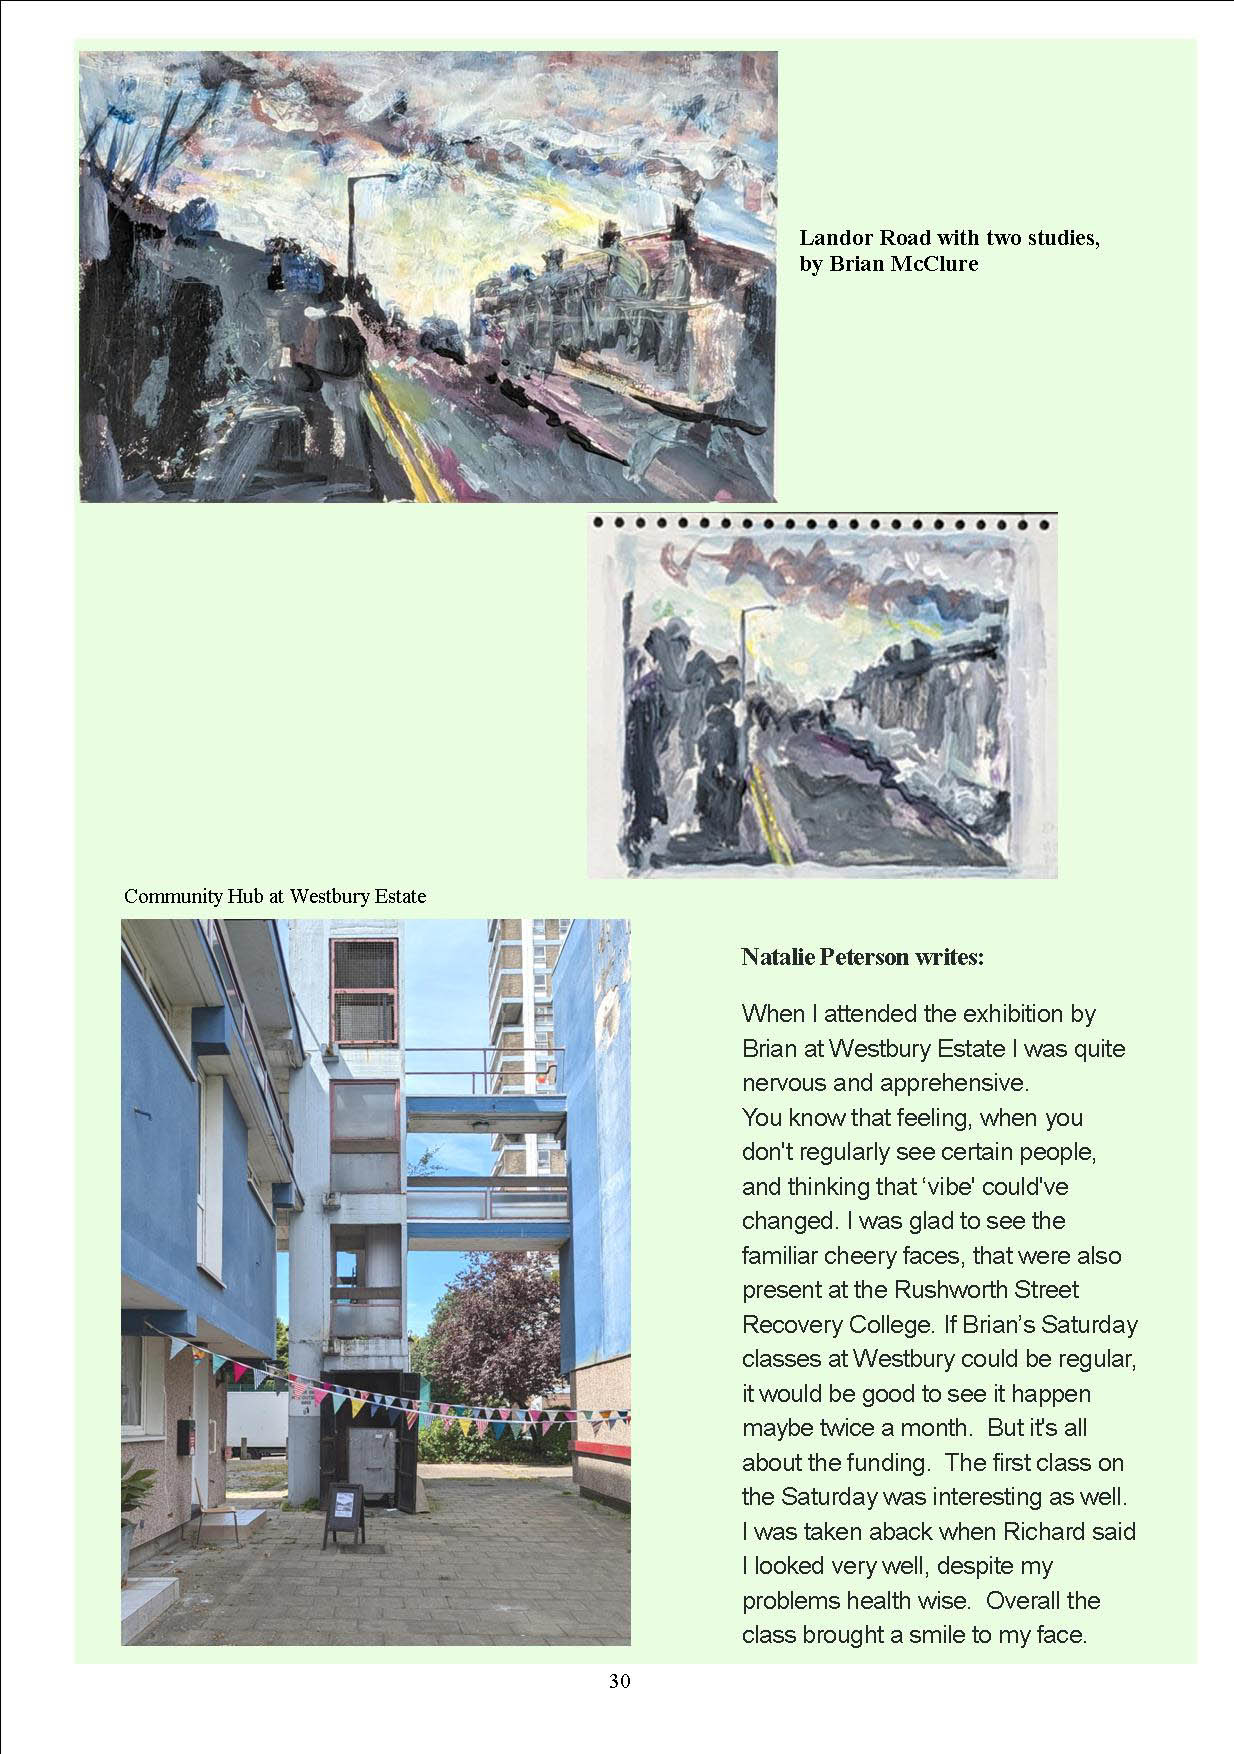 Landor Road with two studies,
by Brian McClure
Community Hub at Westbury Estate
Natalie Peterson writes:
When I attended the exhibition by
Brian at Westbury Estate I was quite
nervous and apprehensive.
You know that feeling, when you
don't regularly see certain people,
and thinking that ‘vibe' could've
changed. I was glad to see the
familiar cheery faces, that were also
present at the Rushworth Street
Recovery College. If Brian’s Saturday
classes at Westbury could be regular,
it would be good to see it happen
maybe twice a month.  But it's all
about the funding.  The first class on
the Saturday was interesting as well.
I was taken aback when Richard said
I looked very well, despite my
problems health wise.  Overall the
class brought a smile to my face.
30